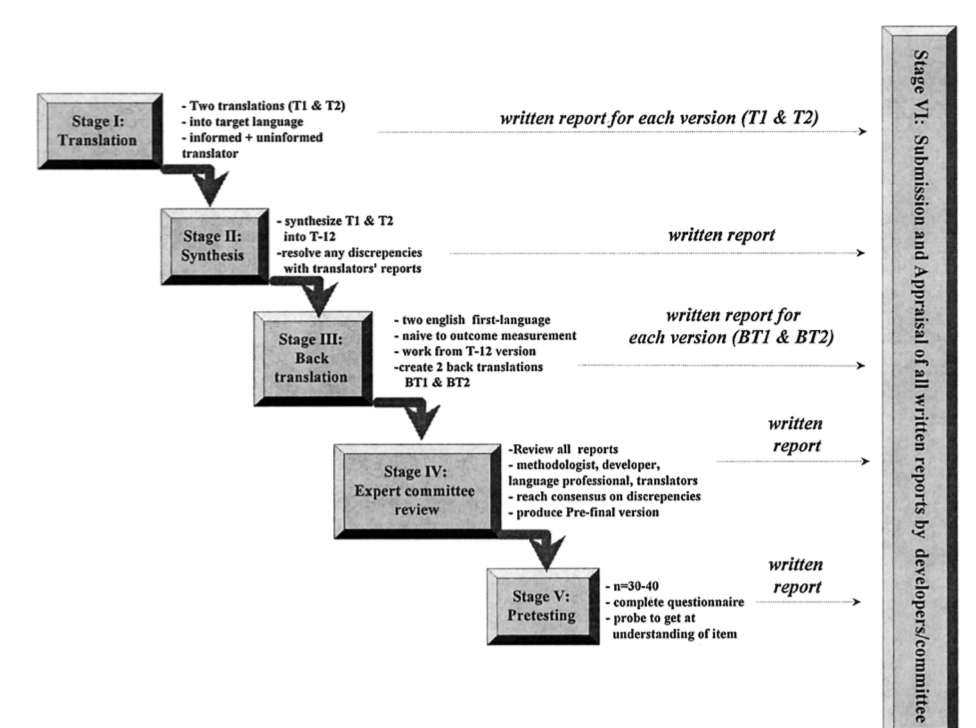 Stage I:
Translation
- Two translations (T1 & T2)
- into target language
- informed + uninformed
translator
written report for each version (T1 & T2)
Stage II:
Synthesis
- synthesize T1 & T2
into T-12
-resolve any discrepencies
with translators' reports
written report
Stage III:
Back
translation
- two english first-language
- naive to outcome measurement
- work from T-12 version
-create 2 back translations
BT1 & BT2
written report for
each version (BT1 & BT2)
Stage IV:
Expert committee
review
-Review all reports
- methodologist, developer,
language professional, translators
- reach consensus on discrepencies
- produce Pre-final version
written
report
Stage V:
Pretesting
- n=30-40
- complete questionnaire
- probe to get at
understanding of item
written
report
Stage VI: Submission and Appraisal of all written reports by developers/committee